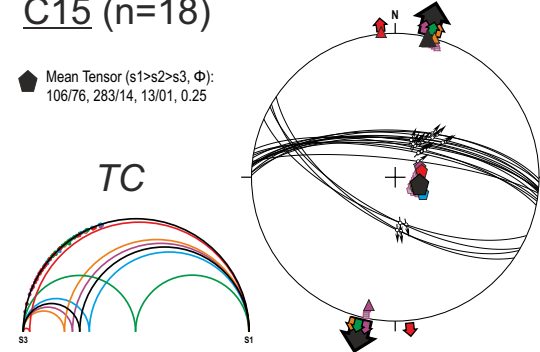 C15 (n=18)
N
Mean Tensor (s1>s2>s3, Φ):
106/76, 283/14, 13/01, 0.25
TC
S3
S1